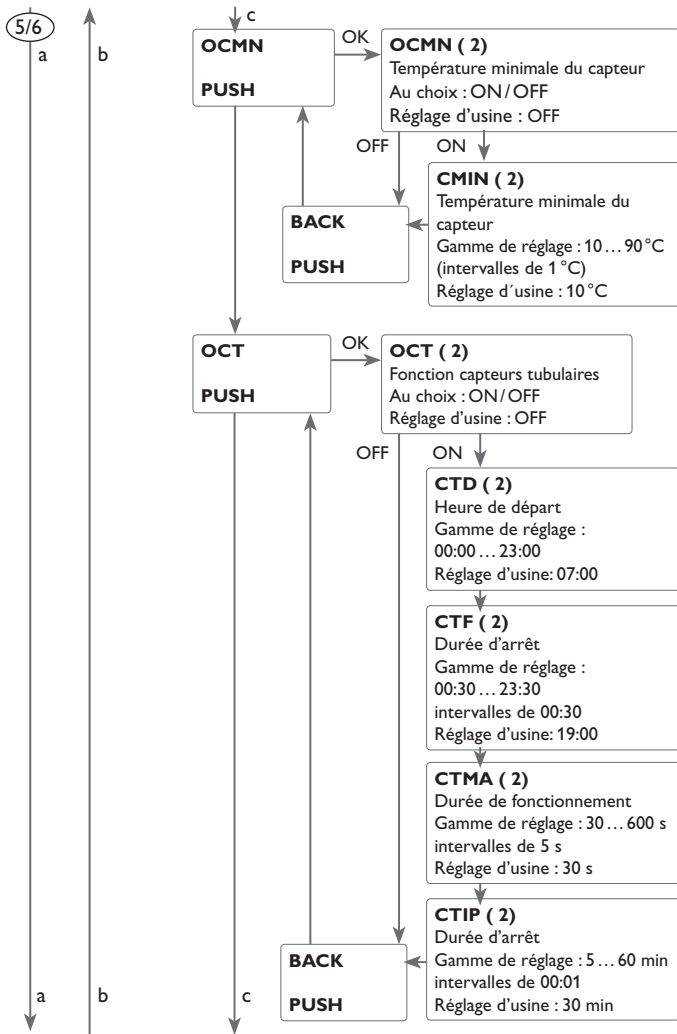 5/6
a
b
c
OCMN
PUSH
OK
OCMN ( 2)
Température minimale du capteur
Au choix : ON / OFF
Réglage d'usine : OFF
OFF
ON
CMIN ( 2)
Température minimale du
capteur
Gamme de réglage : 10 … 90 °C
(intervalles de 1 °C)
Réglage d´usine : 10 °C
BACK
PUSH
OCT
PUSH
OK
OCT ( 2)
Fonction capteurs tubulaires
Au choix : ON / OFF
Réglage d'usine : OFF
OFF
ON
CTD ( 2)
Heure de départ
Gamme de réglage :
00:00 … 23:00
Réglage d'usine: 07:00
CTF ( 2)
Durée d'arrêt
Gamme de réglage :
00:30 … 23:30
intervalles de 00:30
Réglage d'usine: 19:00
CTMA ( 2)
Durée de fonctionnement
Gamme de réglage : 30 … 600 s
intervalles de 5 s
Réglage d'usine : 30 s
CTIP ( 2)
Durée d'arrêt
Gamme de réglage : 5 … 60 min
intervalles de 00:01
Réglage d'usine : 30 min
BACK
PUSH
a
b
c